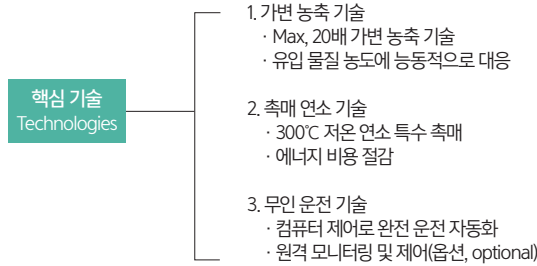 핵심 기술
Technologies
1. 가변 농축 기술
· Max, 20배 가변 농축 기술
· 유입 물질 농도에 능동적으로 대응
2. 촉매 연소 기술
· 300℃ 저온 연소 특수 촉매
· 에너지 비용 절감
3. 무인 운전 기술
· 컴퓨터 제어로 완전 운전 자동화
· 원격 모니터링 및 제어(옵션, optional)